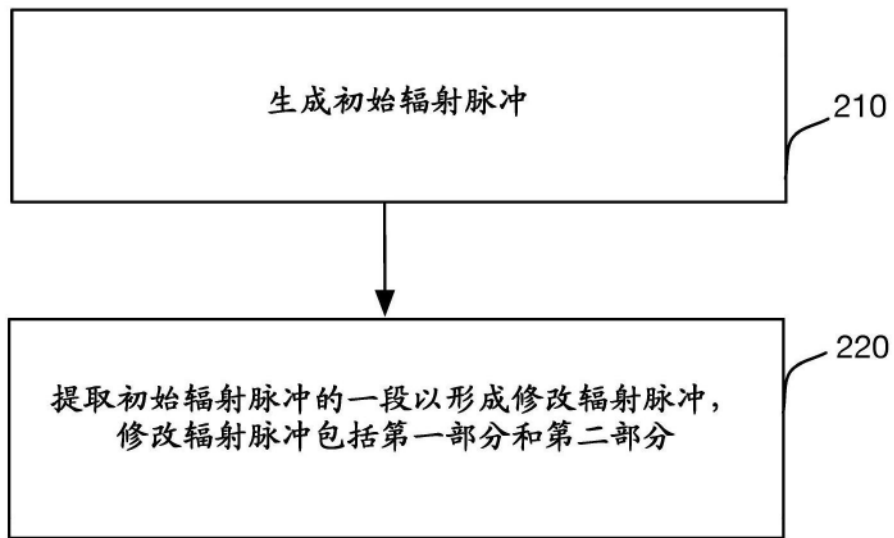 生成初始辐射脉冲
210
提取初始辐射脉冲的一段以形成修改辐射脉冲，
修改辐射脉冲包括第一部分和第二部分
220